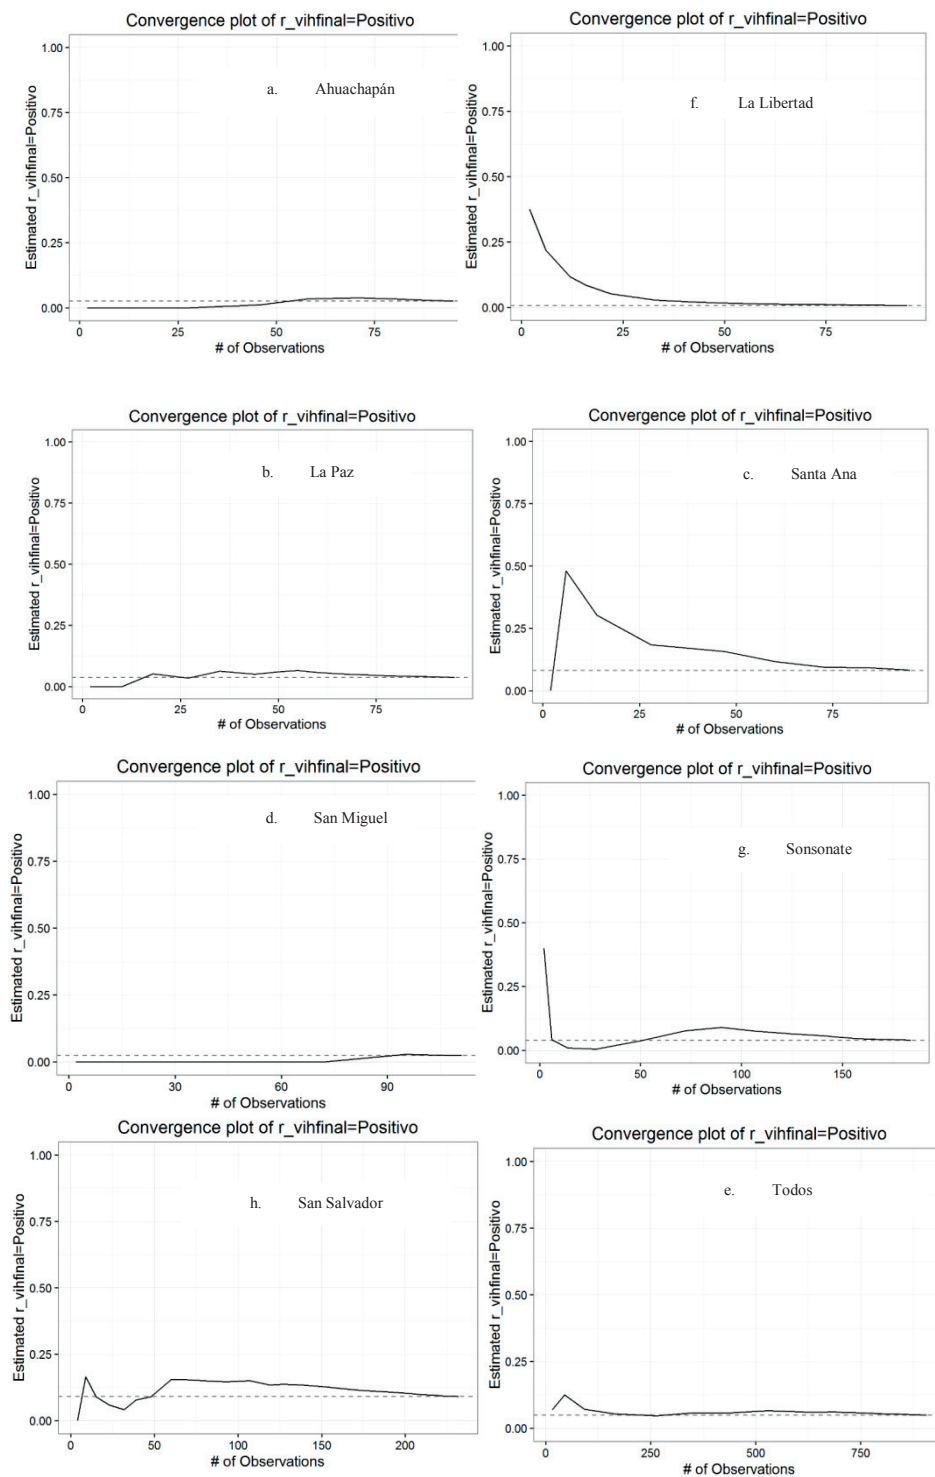 Convergence plot of r_vihfinal=Positivo
a. Ahuachapán
Estimated r_vihfinal=Positivo
1.00
0.75
0.50
0.25
0.00
0 25 50 75
# of Observations
Convergence plot of r_vihfinal=Positivo
f. La Libertad
Estimated r_vihfinal=Positivo
1.00
0.75
0.50
0.25
0.00
0 25 50 75
# of Observations
Convergence plot of r_vihfinal=Positivo
b. La Paz
Estimated r_vihfinal=Positivo
1.00
0.75
0.50
0.25
0.00
0 25 50 75
# of Observations
Convergence plot of r_vihfinal=Positivo
c. Santa Ana
Estimated r_vihfinal=Positivo
1.00
0.75
0.50
0.25
0.00
0 25 50 75
# of Observations
Convergence plot of r_vihfinal=Positivo
d. San Miguel
Estimated r_vihfinal=Positivo
1.00
0.75
0.50
0.25
0.00
0 30 60 90
# of Observations
Convergence plot of r_vihfinal=Positivo
g. Sonsonate
Estimated r_vihfinal=Positivo
1.00
0.75
0.50
0.25
0.00
0 50 100 150
# of Observations
Convergence plot of r_vihfinal=Positivo
h. San Salvador
Estimated r_vihfinal=Positivo
1.00
0.75
0.50
0.25
0.00
0 50 100 150 200
# of Observations
Convergence plot of r_vihfinal=Positivo
e. Todos
Estimated r_vihfinal=Positivo
1.00
0.75
0.50
0.25
0.00
0 250 500 750
# of Observations